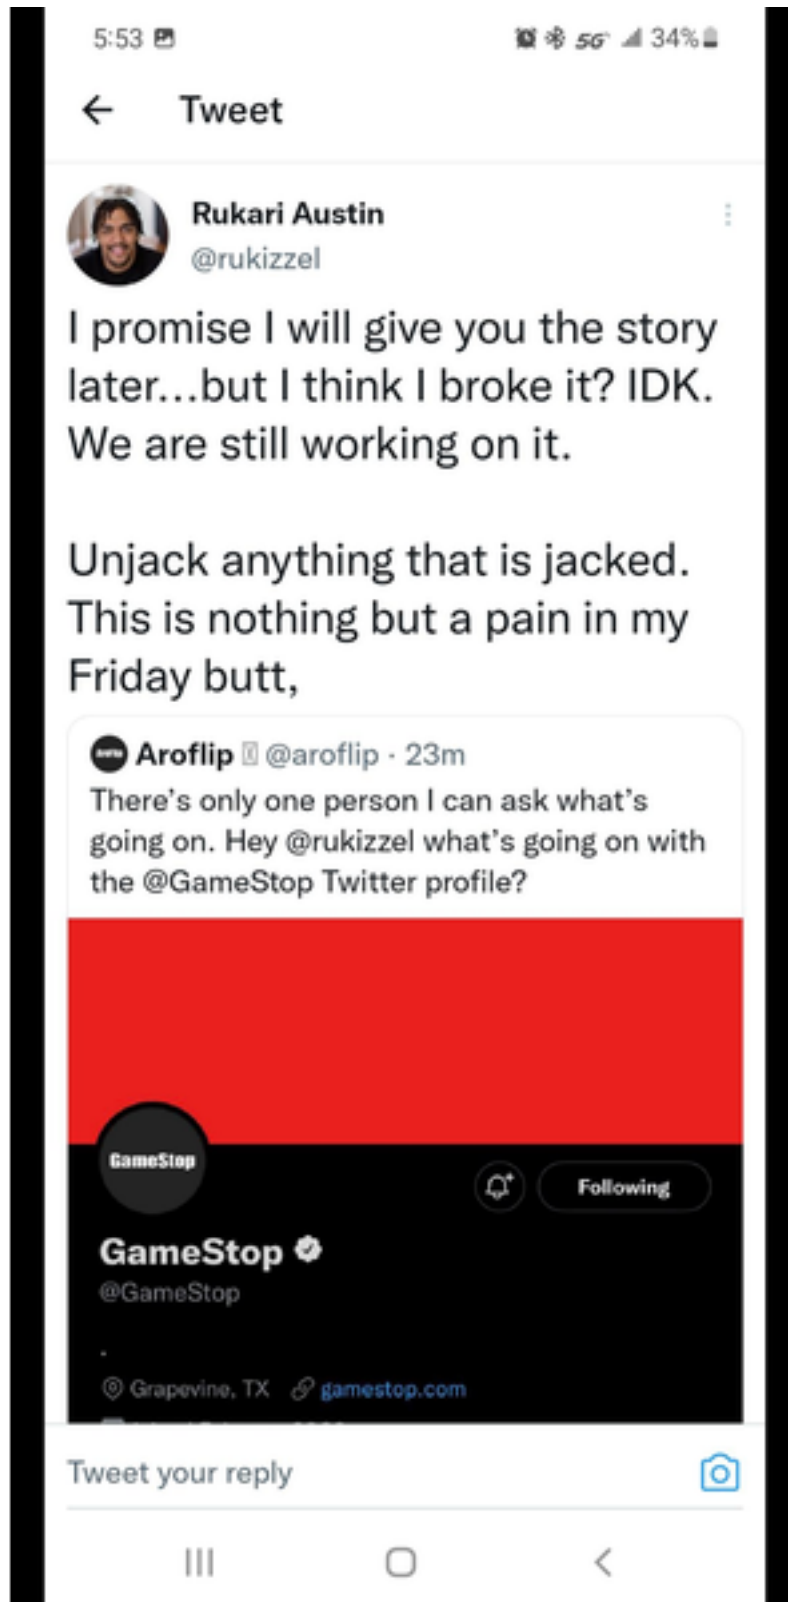 5:53 5G 34%
Tweet
Rukari Austin
@rukizzel
I promise I will give you the story
later...but I think I broke it? IDK.
We are still working on it.
Unjack anything that is jacked.
This is nothing but a pain in my
Friday butt,
Aroflip @aroflip · 23m
There's only one person I can ask what's
going on. Hey @rukizzel what's going on with
the @GameStop Twitter profile?
GameStop
Following
GameStop
@GameStop
.
Grapevine, TX gamestop.com
Tweet your reply